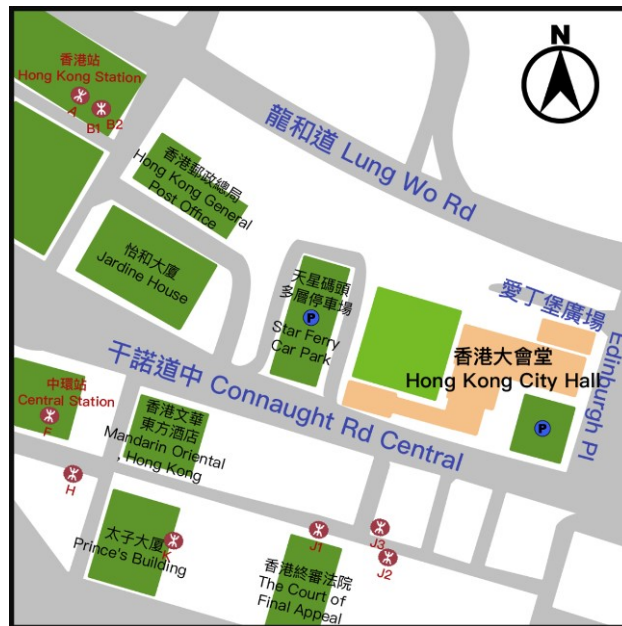 香港站
Hong Kong Station
A
B1
B2
N
龍和道 Lung Wo Rd
香港郵政總局
Hong Kong General
Post Office
怡和大廈
Jardine House
天星碼頭
多層停車場
P
Star Ferry
Car Park
愛丁堡廣場
Edinburgh Pl
香港大會堂
Hong Kong City Hall
P
干諾道中 Connaught Rd Central
中環站
Central Station
F
H
香港文華
東方酒店
Mandarin Oriental
, Hong Kong
太子大廈
Prince's Building
K
J1
J3
J2
香港終審法院
The Court of
Final Appeal